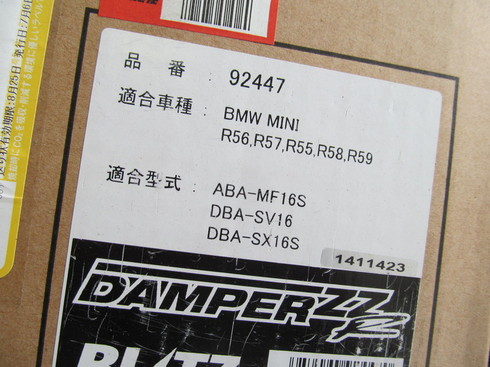 品 番 : 92447
適合車種 : BMW MINI
R56,R57,R55,R58,R59
適合型式 : ABA-MF16S
DBA-SV16
DBA-SX16S
1411423
DAMPER ZZ
BLITZ